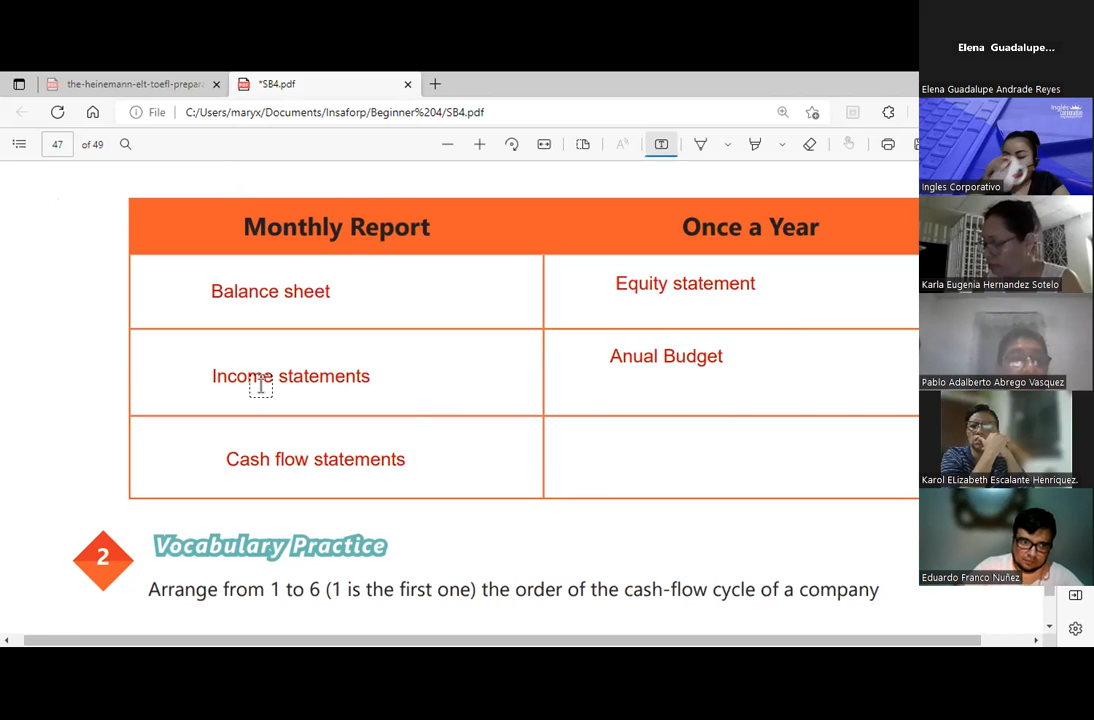 Elena Guadalupe...
the-heinemann-elt-toefl-prepar
*SB4.pdf
Elena Guadalupe Andrade Reyes
File
C:/Users/maryx/Documents/Insaforp/Beginner%204/SB4.pdf
47 of 49
Monthly Report
Once a Year
Balance sheet
Equity statement
Income statements
Anual Budget
Cash flow statements
2
Vocabulary Practice
Arrange from 1 to 6 (1 is the first one) the order of the cash-flow cycle of a company
Ingles Corporativo
Karla Eugenia Hernandez Sotelo
Pablo Adalberto Abrego Vasquez
Karol ELizabeth Escalante Henriquez.
Eduardo Franco Nuñez